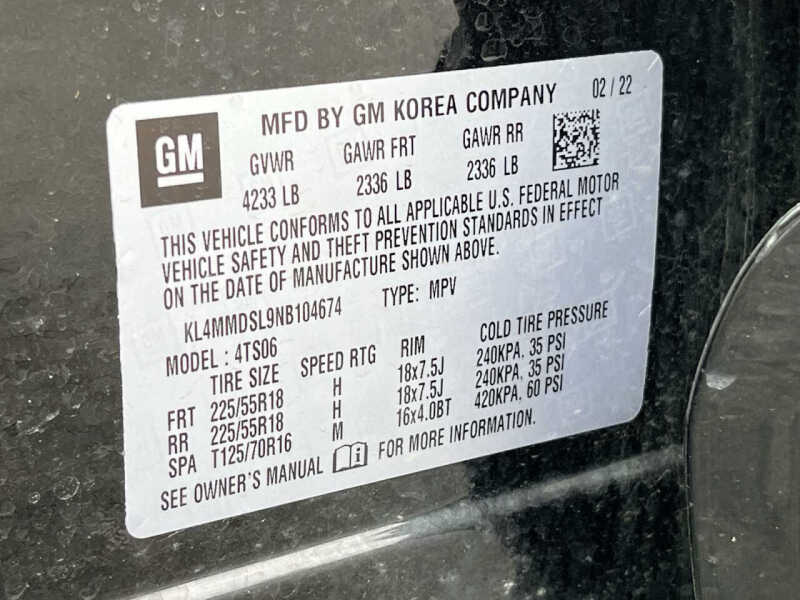 GM
MFD BY GM KOREA COMPANY 02 / 22
GVWR GAWR FRT GAWR RR
4233 LB 2336 LB 2336 LB
THIS VEHICLE CONFORMS TO ALL APPLICABLE U.S. FEDERAL MOTOR
VEHICLE SAFETY AND THEFT PREVENTION STANDARDS IN EFFECT
ON THE DATE OF MANUFACTURE SHOWN ABOVE.
KL4MMDSL9NB104674 TYPE: MPV
MODEL : 4TS06
TIRE SIZE SPEED RTG RIM COLD TIRE PRESSURE
FRT 225/55R18 H 18x7.5J 240KPA, 35 PSI
RR 225/55R18 H 18x7.5J 240KPA, 35 PSI
SPA T125/70R16 M 16x4.0BT 420KPA, 60 PSI
SEE OWNER'S MANUAL FOR MORE INFORMATION.